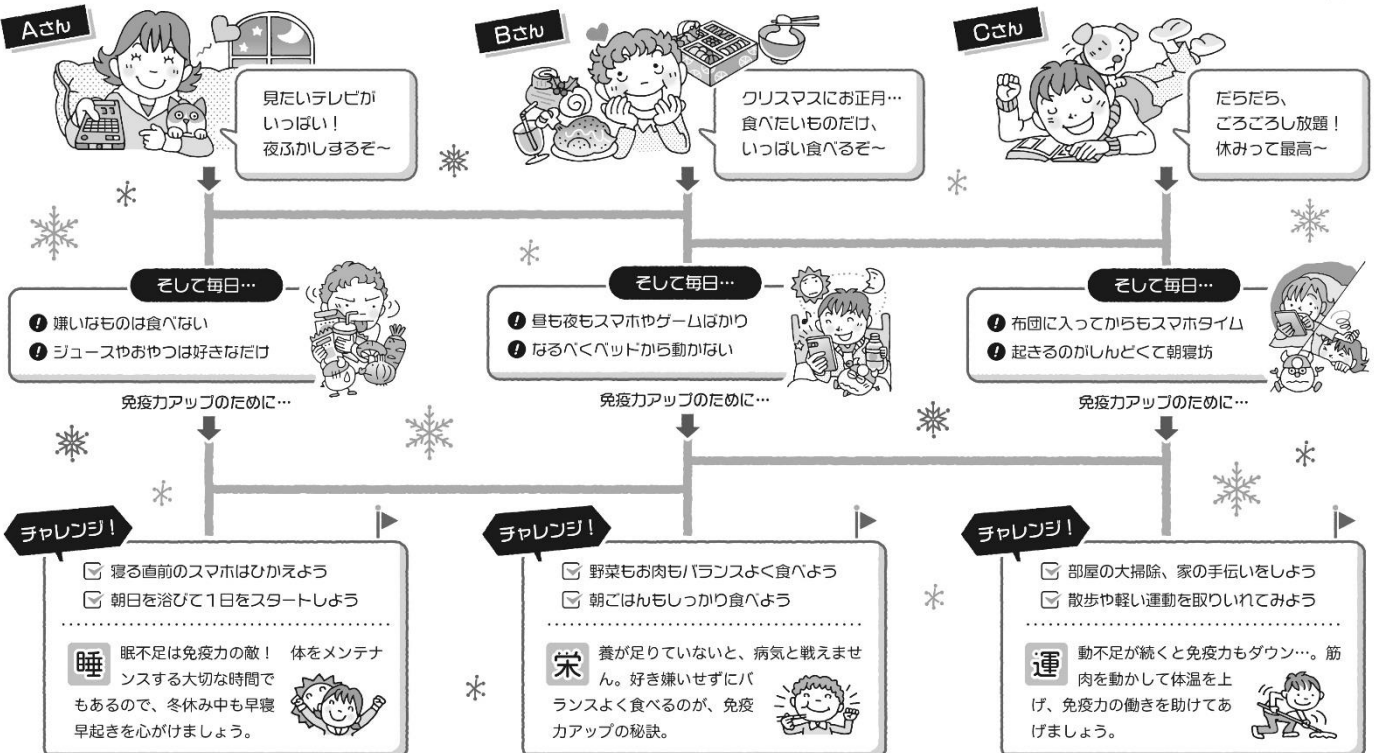 Aさん
見たいテレビが
いっぱい！
夜ふかしするぞ～
Bさん
クリスマスにお正月…
食べたいものだけ、
いっぱい食べるぞ～
Cさん
だらだら、
ごろごろし放題！
休みって最高～
そして毎日…
嫌いなものは食べない
ジュースやおやつは好きなだけ
免疫力アップのために…
そして毎日…
昼も夜もスマホやゲームばかり
なるべくベッドから動かない
免疫力アップのために…
そして毎日…
布団に入ってからもスマホタイム
起きるのがしんどくて朝寝坊
免疫力アップのために…
チャレンジ！
寝る直前のスマホはひかえよう
朝日を浴びて1日をスタートしよう
睡眠不足は免疫力の敵！　体をメンテナ
ンスする大切な時間で
もあるので、冬休み中も早寝
早起きを心がけましょう。
チャレンジ！
野菜もお肉もバランスよく食べよう
朝ごはんもしっかり食べよう
栄養が足りていないと、病気と戦えませ
ん。好き嫌いせずにバ
ランスよく食べるのが、免疫
力アップの秘訣。
チャレンジ！
部屋の大掃除、家の手伝いをしよう
散歩や軽い運動を取りいれてみよう
運動不足が続くと免疫力もダウン…。筋
肉を動かして体温を上
げ、免疫力の働きを助けてあ
げましょう。